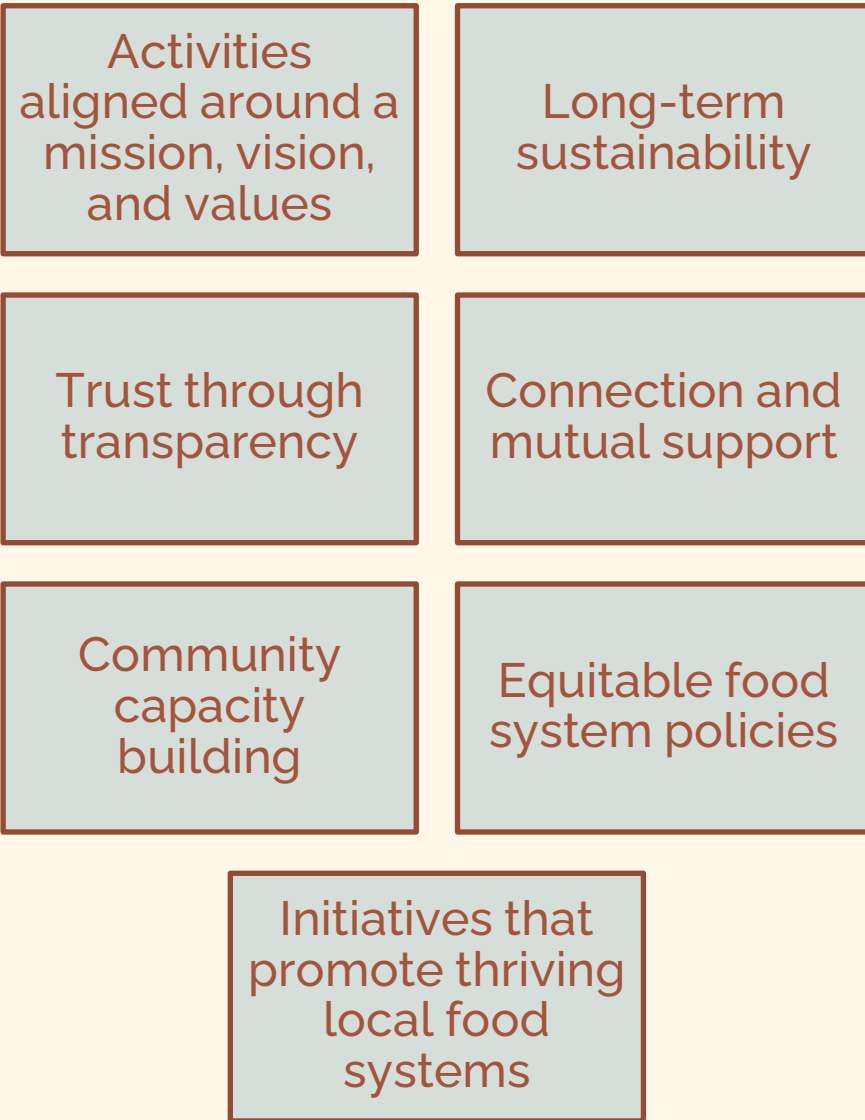 Activities
aligned around a
mission, vision,
and values
Long-term
sustainability
Trust through
transparency
Connection and
mutual support
Community
capacity
building
Equitable food
system policies
Initiatives that
promote thriving
local food
systems